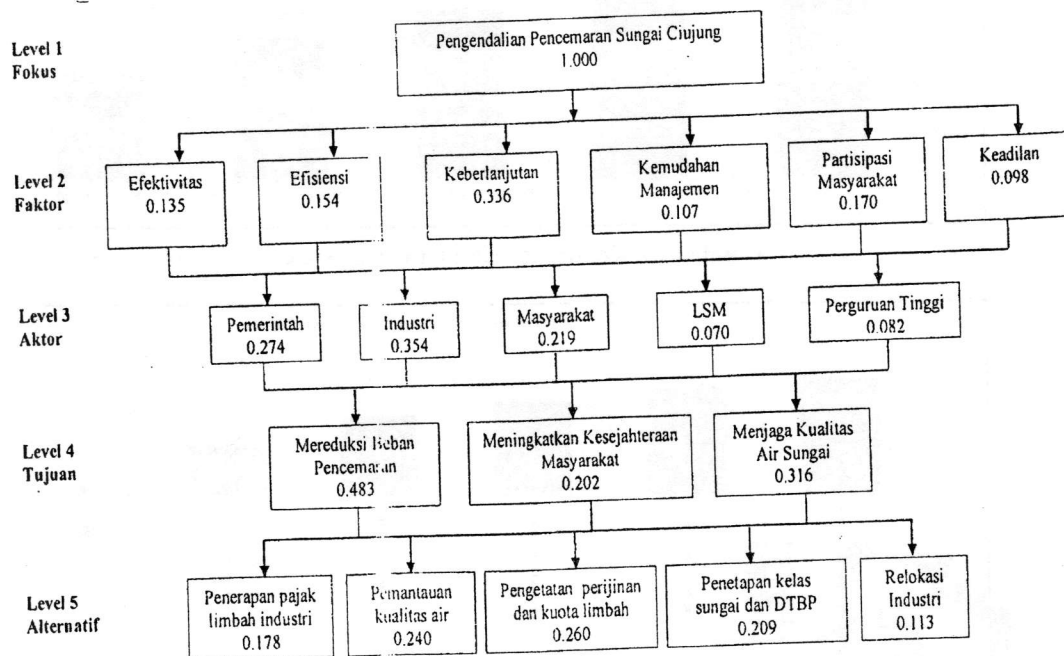 Level 1
Fokus
Pengendalian Pencemaran Sungai Ciujung
1.000
Level 2
Faktor
Efektivitas
0.135
Efisiensi
0.154
Keberlanjutan
0.336
Kemudahan
Manajemen
0.107
Partisipasi
Masyarakat
0.170
Keadilan
0.098
Level 3
Aktor
Pemerintah
0.274
Industri
0.354
Masyarakat
0.219
LSM
0.070
Perguruan Tinggi
0.082
Level 4
Tujuan
Mereduksi Beban
Pencemaran
0.483
Meningkatkan Kesejahteraan
Masyarakat
0.202
Menjaga Kualitas
Air Sungai
0.316
Level 5
Alternatif
Penerapan pajak
limbah industri
0.178
Pemantauan
kualitas air
0.240
Pengetatan perijinan
dan kuota limbah
0.260
Penetapan kelas
sungai dan DTBP
0.209
Relokasi
Industri
0.113